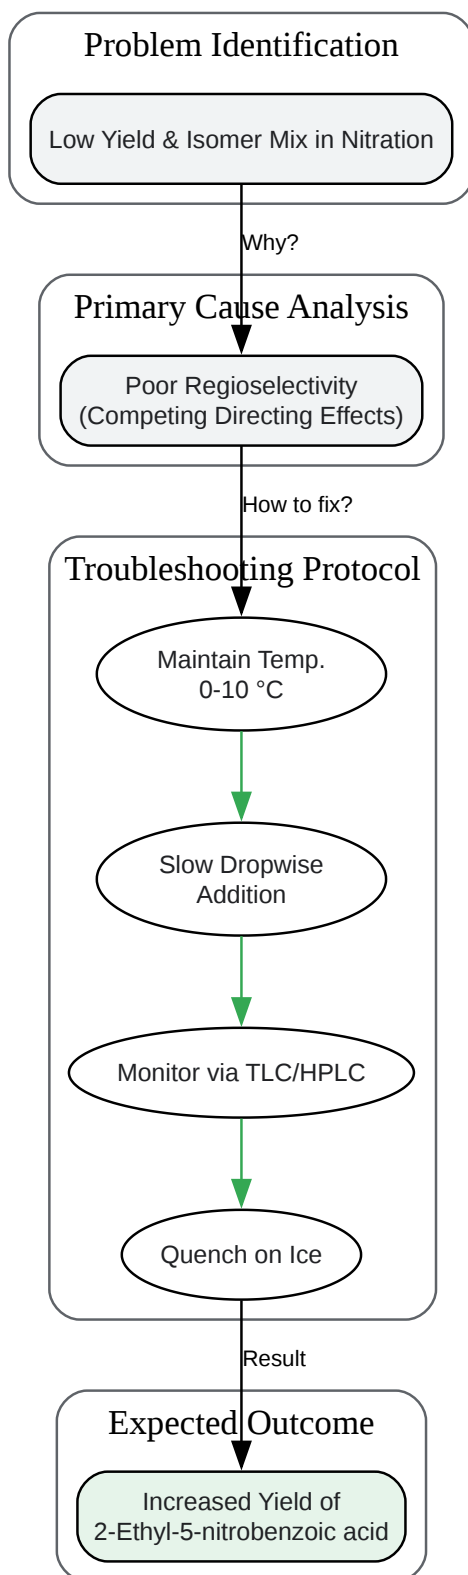 Problem Identification
Low Yield & Isomer Mix in Nitration
Why?
Primary Cause Analysis
Poor Regioselectivity
(Competing Directing Effects)
How to fix?
Troubleshooting Protocol
Maintain Temp.
0-10 °C
Slow Dropwise
Addition
Monitor via TLC/HPLC
Quench on Ice
Result
Expected Outcome
Increased Yield of
2-Ethyl-5-nitrobenzoic acid